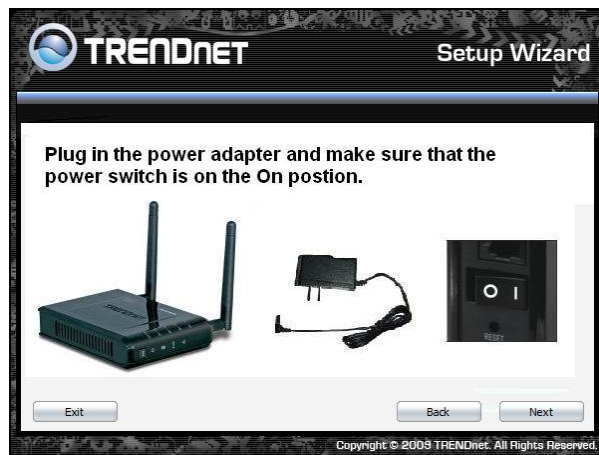 TRENDNET
Setup Wizard
Plug in the power adapter and make sure that the
power switch is on the On postion.
TRENDNET
O I
RESET
Exit
Back
Next
Copyright © 2009 TRENDnet. All Rights Reserved.